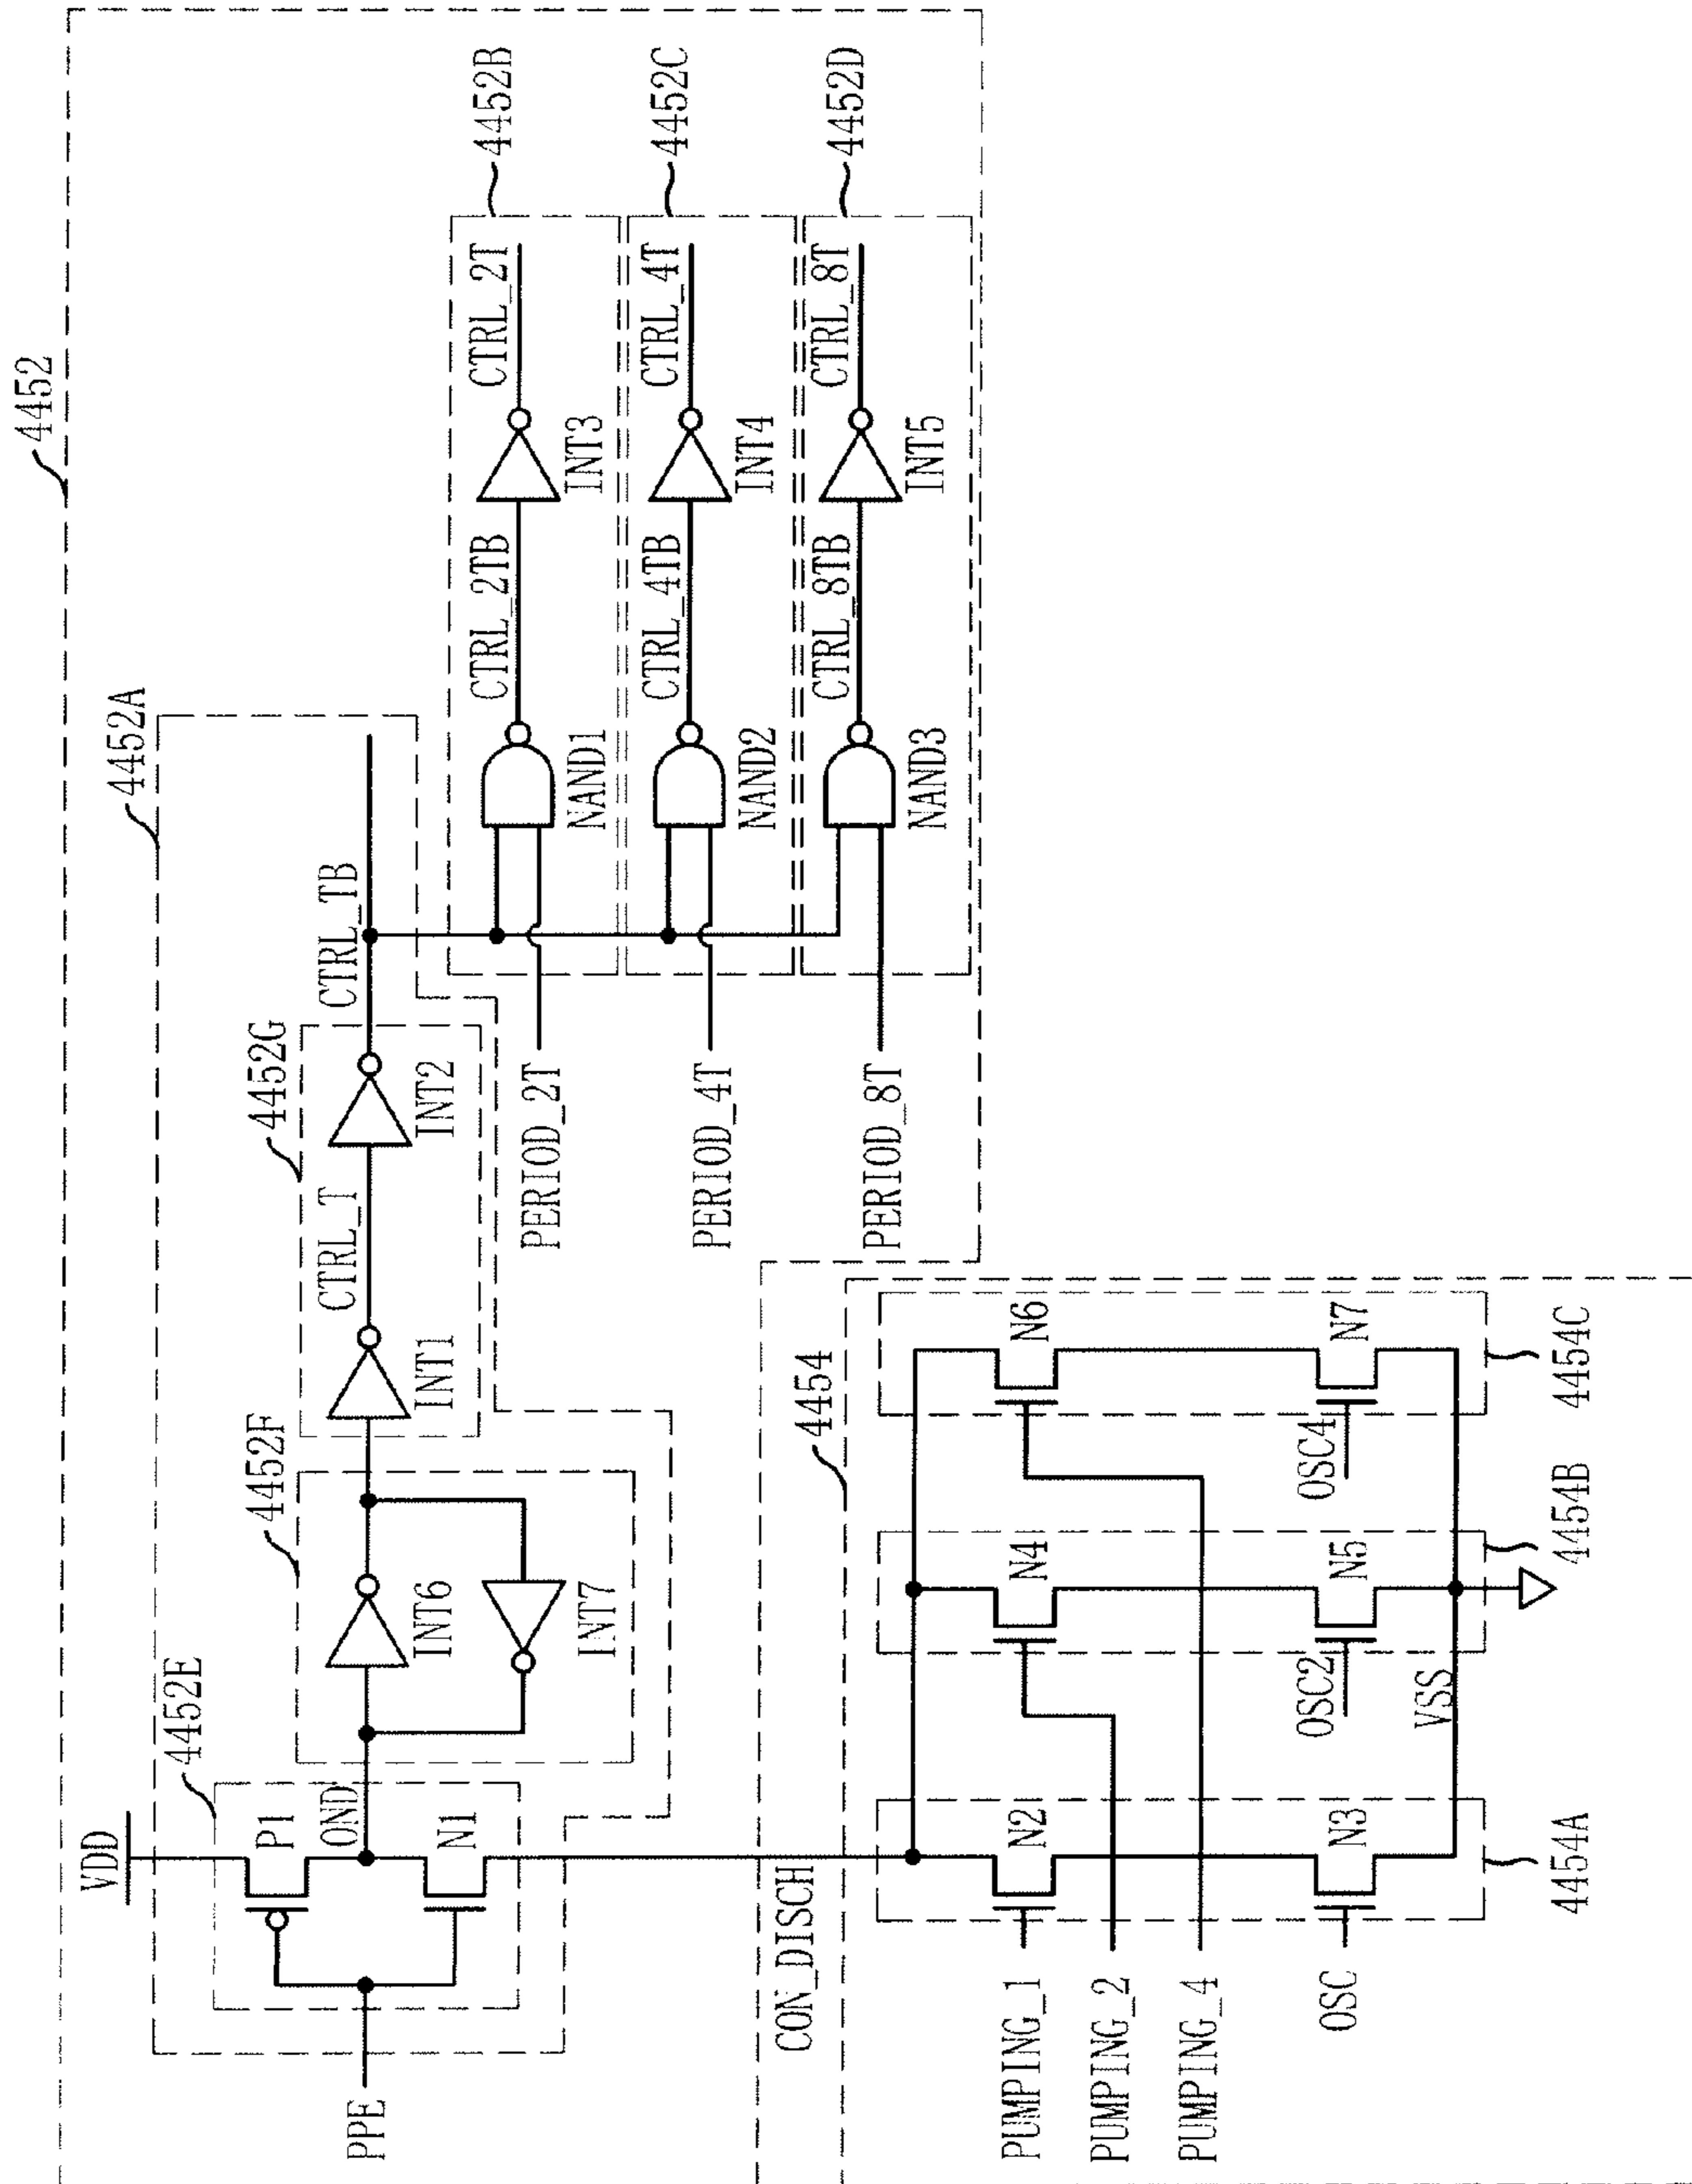 4452
4452A
VDD
4452E
4452F
4452G
P1
OND
N1
PPE
INT6
INT7
INT1
CTRL_T
INT2
CTRL_TB
4452B
CTRL_2TB
CTRL_2T
NAND1
INT3
PERIOD_2T
4452C
CTRL_4TB
CTRL_4T
NAND2
INT4
PERIOD_4T
4452D
CTRL_8TB
CTRL_8T
NAND3
INT5
PERIOD_8T
CON_DISCH
4454
PUMPING_1
N2
N4
N6
PUMPING_2
PUMPING_4
OSC
N3
OSC2
N5
OSC4
N7
VSS
4454A
4454B
4454C